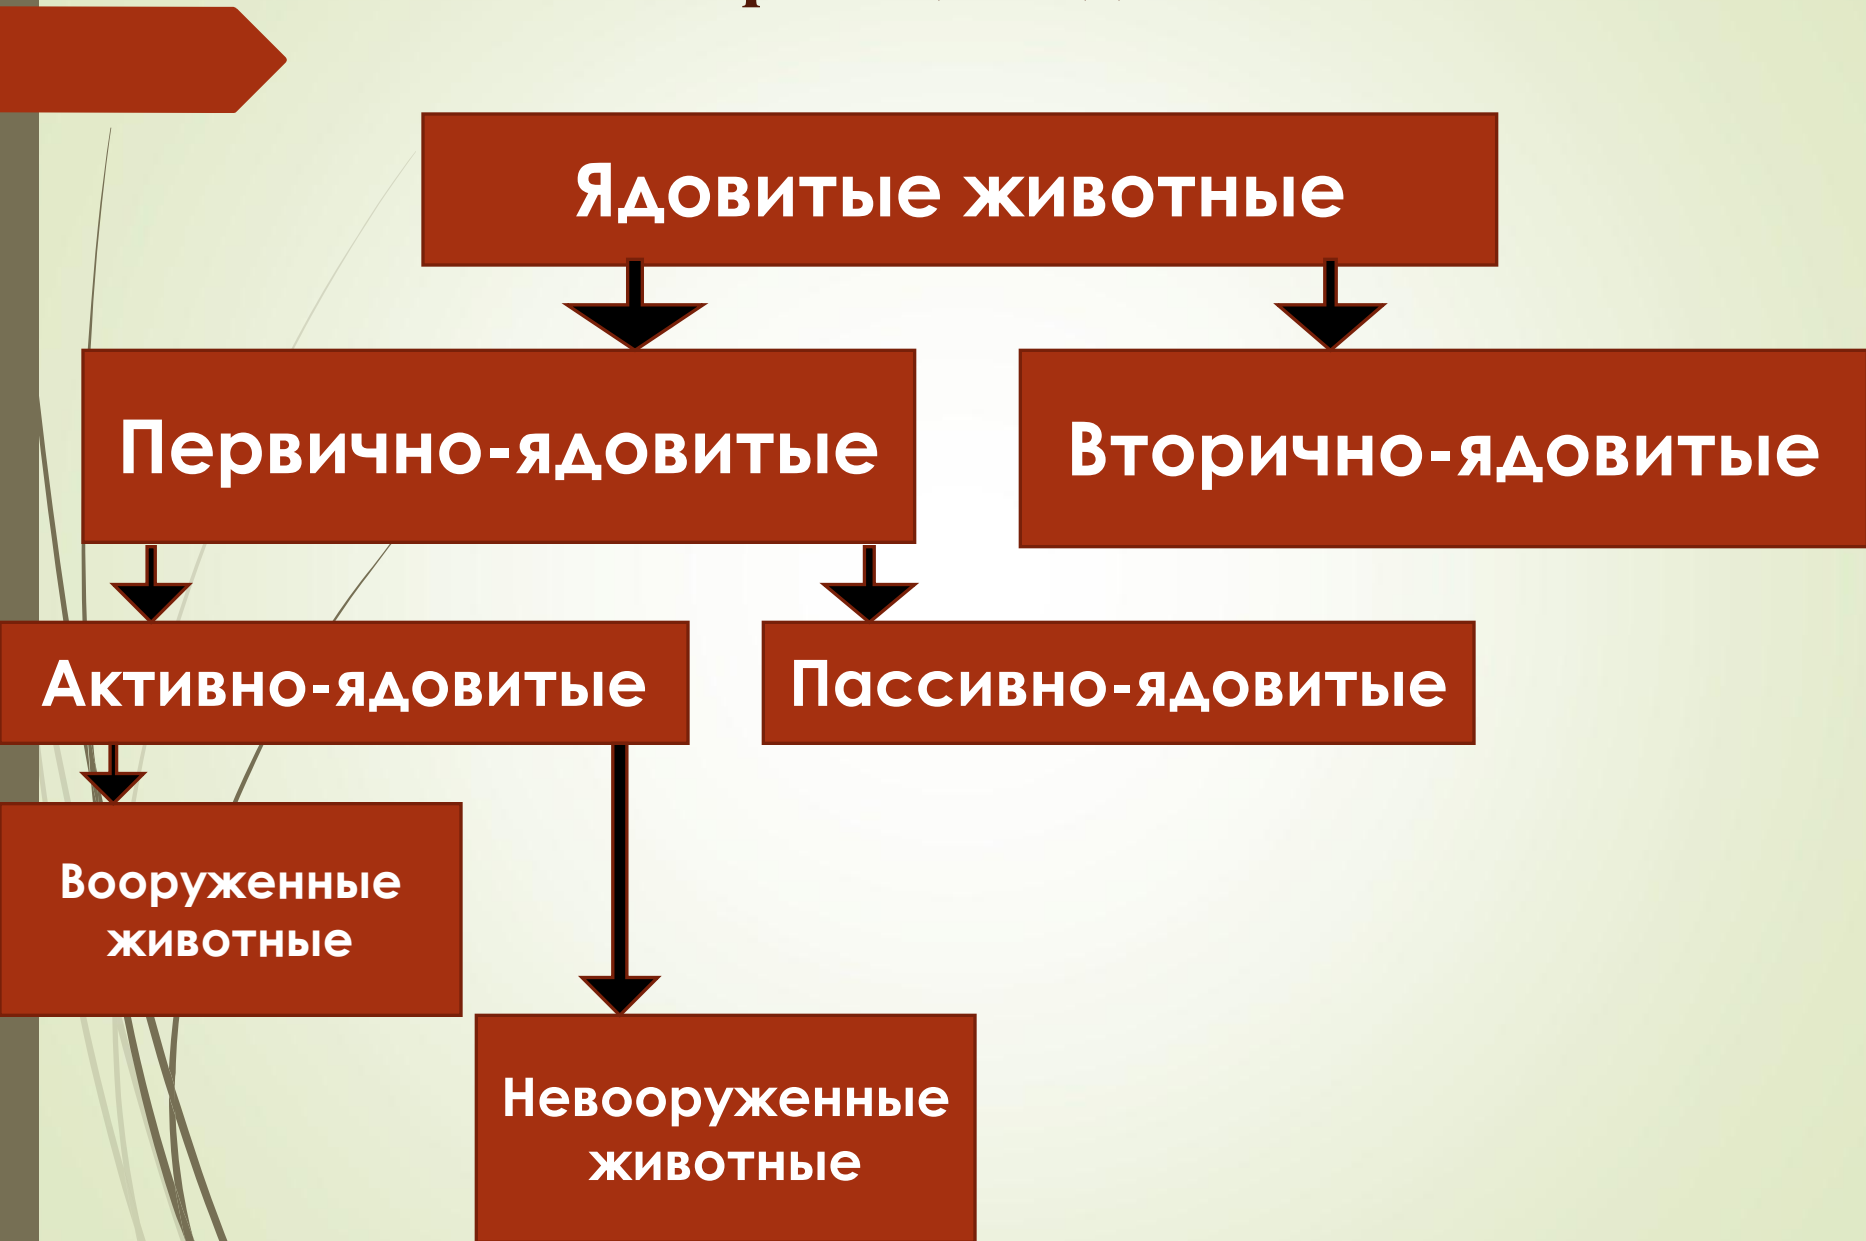 Ядовитые животные
Первично-ядовитые
Вторично-ядовитые
Активно-ядовитые
Пассивно-ядовитые
Вооруженные
животные
Невооруженные
животные